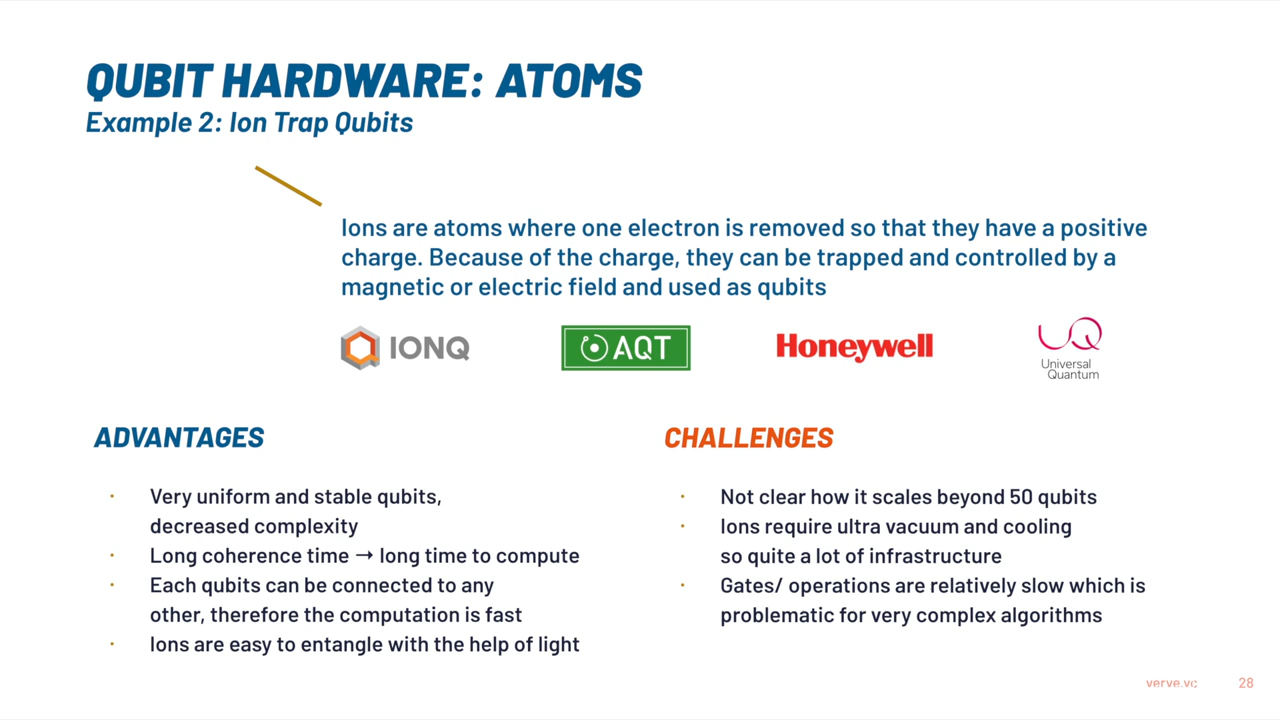 QUBIT HARDWARE: ATOMS
Example 2: Ion Trap Qubits
Ions are atoms where one electron is removed so that they have a positive
charge. Because of the charge, they can be trapped and controlled by a
magnetic or electric field and used as qubits
IONQ
AQT
Honeywell
UQ
Universal
Quantum
ADVANTAGES
· Very uniform and stable qubits,
decreased complexity
· Long coherence time → long time to compute
· Each qubits can be connected to any
other, therefore the computation is fast
· Ions are easy to entangle with the help of light
CHALLENGES
· Not clear how it scales beyond 50 qubits
· Ions require ultra vacuum and cooling
so quite a lot of infrastructure
· Gates/ operations are relatively slow which is
problematic for very complex algorithms
verve.vc
28